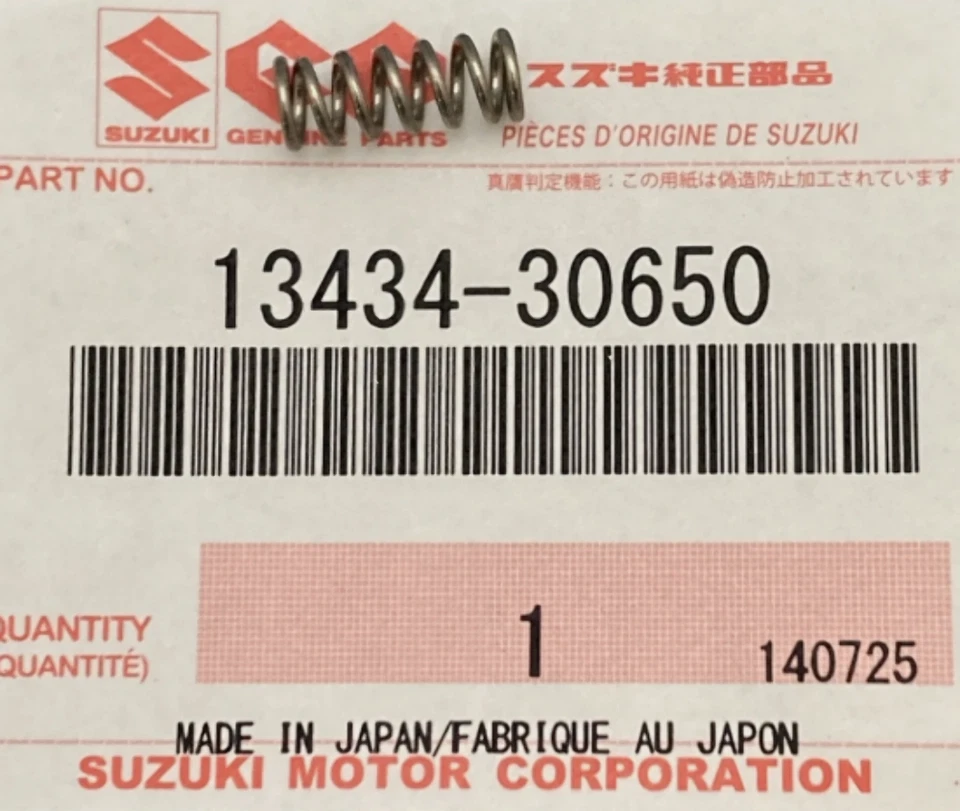 SUZUKI GENUINE PARTS スズキ純正部品
PIÈCES D'ORIGINE DE SUZUKI
PART NO.
真贋判定機能：この用紙は偽造防止加工されています
13434-30650
QUANTITY
QUANTITÉ)
1
140725
MADE IN JAPAN/FABRIQUE AU JAPON
SUZUKI MOTOR CORPORATION